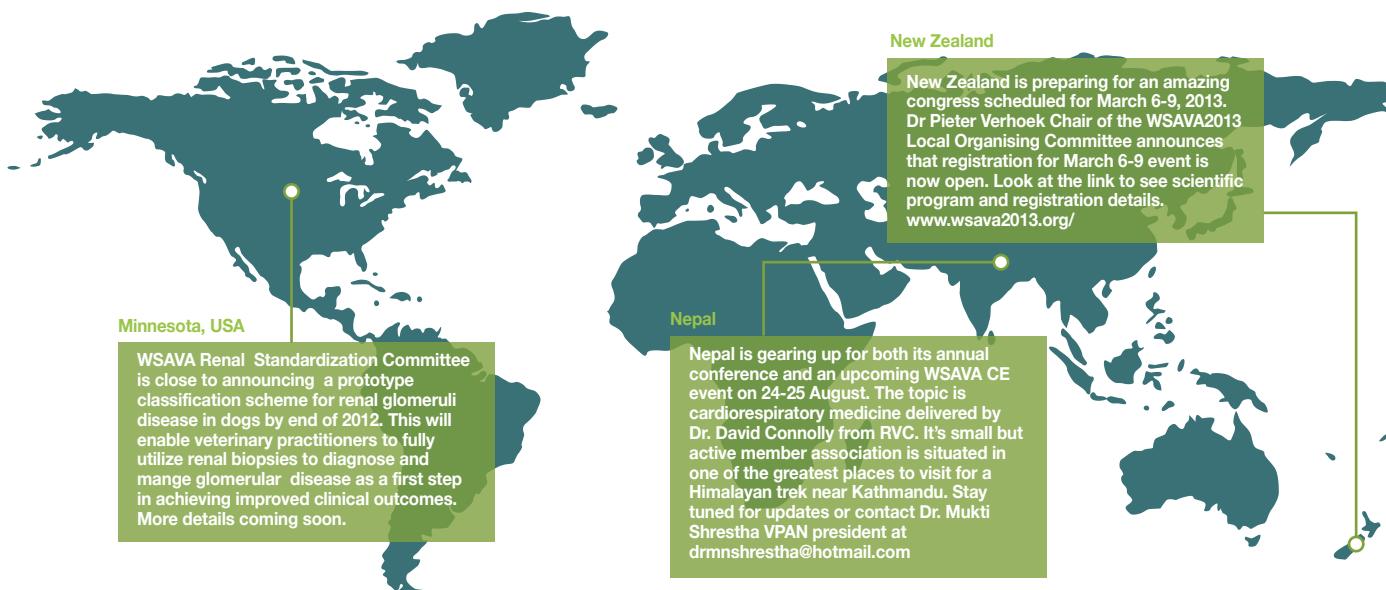 New Zealand
New Zealand is preparing for an amazing
congress scheduled for March 6-9, 2013.
Dr Pieter Verhoek Chair of the WSAVA2013
Local Organising Committee announces
that registration for March 6-9 event is
now open. Look at the link to see scientific
program and registration details.
www.wsava2013.org/
Minnesota, USA
WSAVA Renal Standardization Committee
is close to announcing a prototype
classification scheme for renal glomeruli
disease in dogs by end of 2012. This will
enable veterinary practitioners to fully
utilize renal biopsies to diagnose and
mange glomerular disease as a first step
in achieving improved clinical outcomes.
More details coming soon.
Nepal
Nepal is gearing up for both its annual
conference and an upcoming WSAVA CE
event on 24-25 August. The topic is
cardiorespiratory medicine delivered by
Dr. David Connolly from RVC. It's small but
active member association is situated in
one of the greatest places to visit for a
Himalayan trek near Kathmandu. Stay
tuned for updates or contact Dr. Mukti
Shrestha VPAN president at
drmnshrestha@hotmail.com